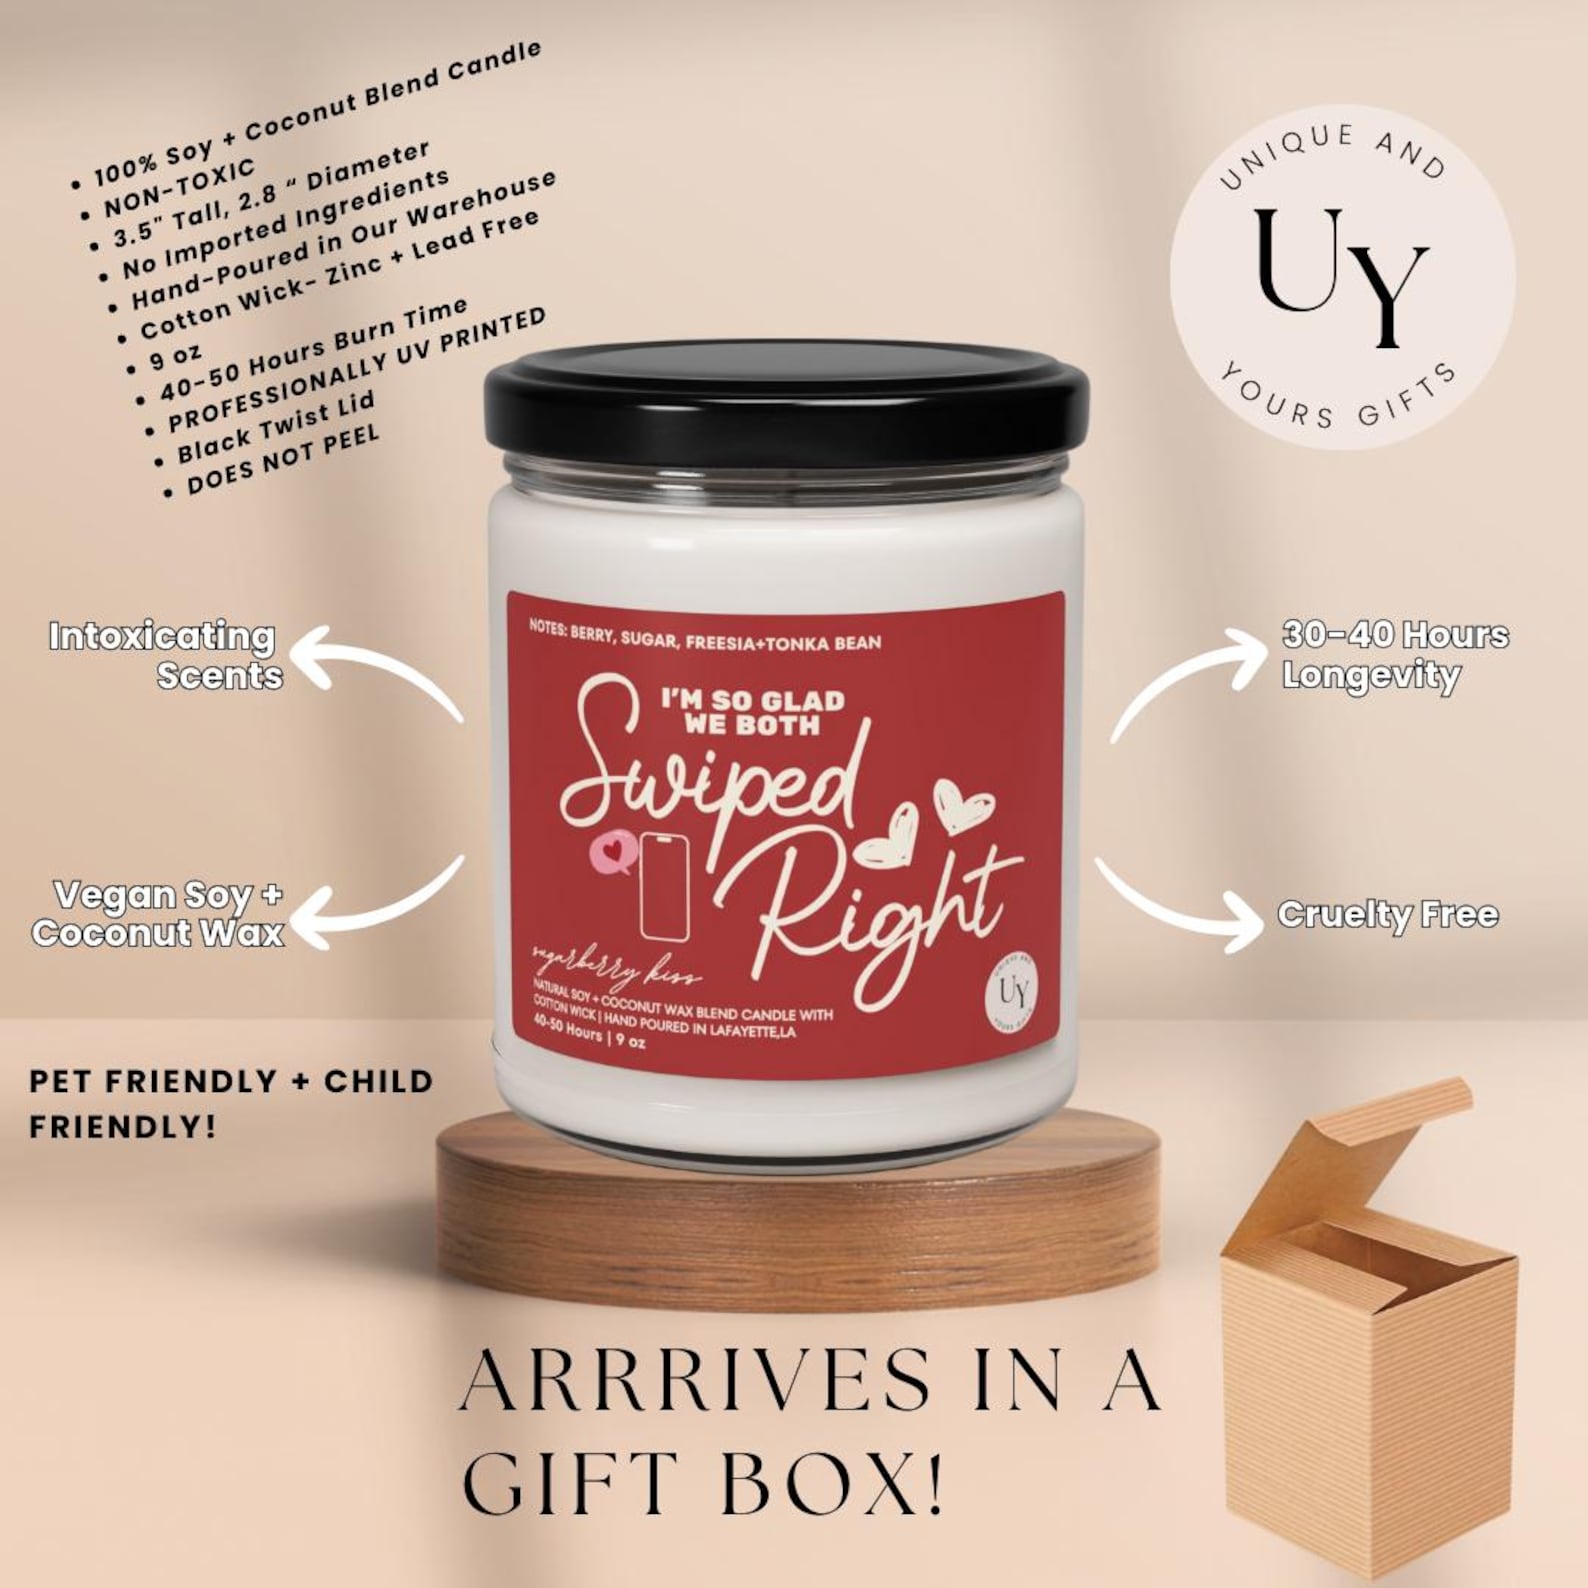 • 100% Soy + Coconut Blend Candle
• NON-TOXIC
• 3.5" Tall, 2.8 “ Diameter
• No Imported Ingredients
• Hand-Poured in Our Warehouse
• Cotton Wick- Zinc + Lead Free
• 9 oz
• 40-50 Hours Burn Time
• PROFESSIONALLY UV PRINTED
• Black Twist Lid
• DOES NOT PEEL
UNIQUE AND
UY
YOURS GIFTS
Intoxicating
Scents
30-40 Hours
Longevity
Vegan Soy +
Coconut Wax
Cruelty Free
NOTES: BERRY, SUGAR, FREESIA+TONKA BEAN
I'M SO GLAD
WE BOTH
Swiped
Right
sugarberry kiss
NATURAL SOY + COCONUT WAX BLEND CANDLE WITH
COTTON WICK | HAND POURED IN LAFAYETTE,LA
40-50 Hours | 9 oz
UNIQUE AND
UY
YOURS GIFTS
PET FRIENDLY + CHILD
FRIENDLY!
ARRRIVES IN A
GIFT BOX!